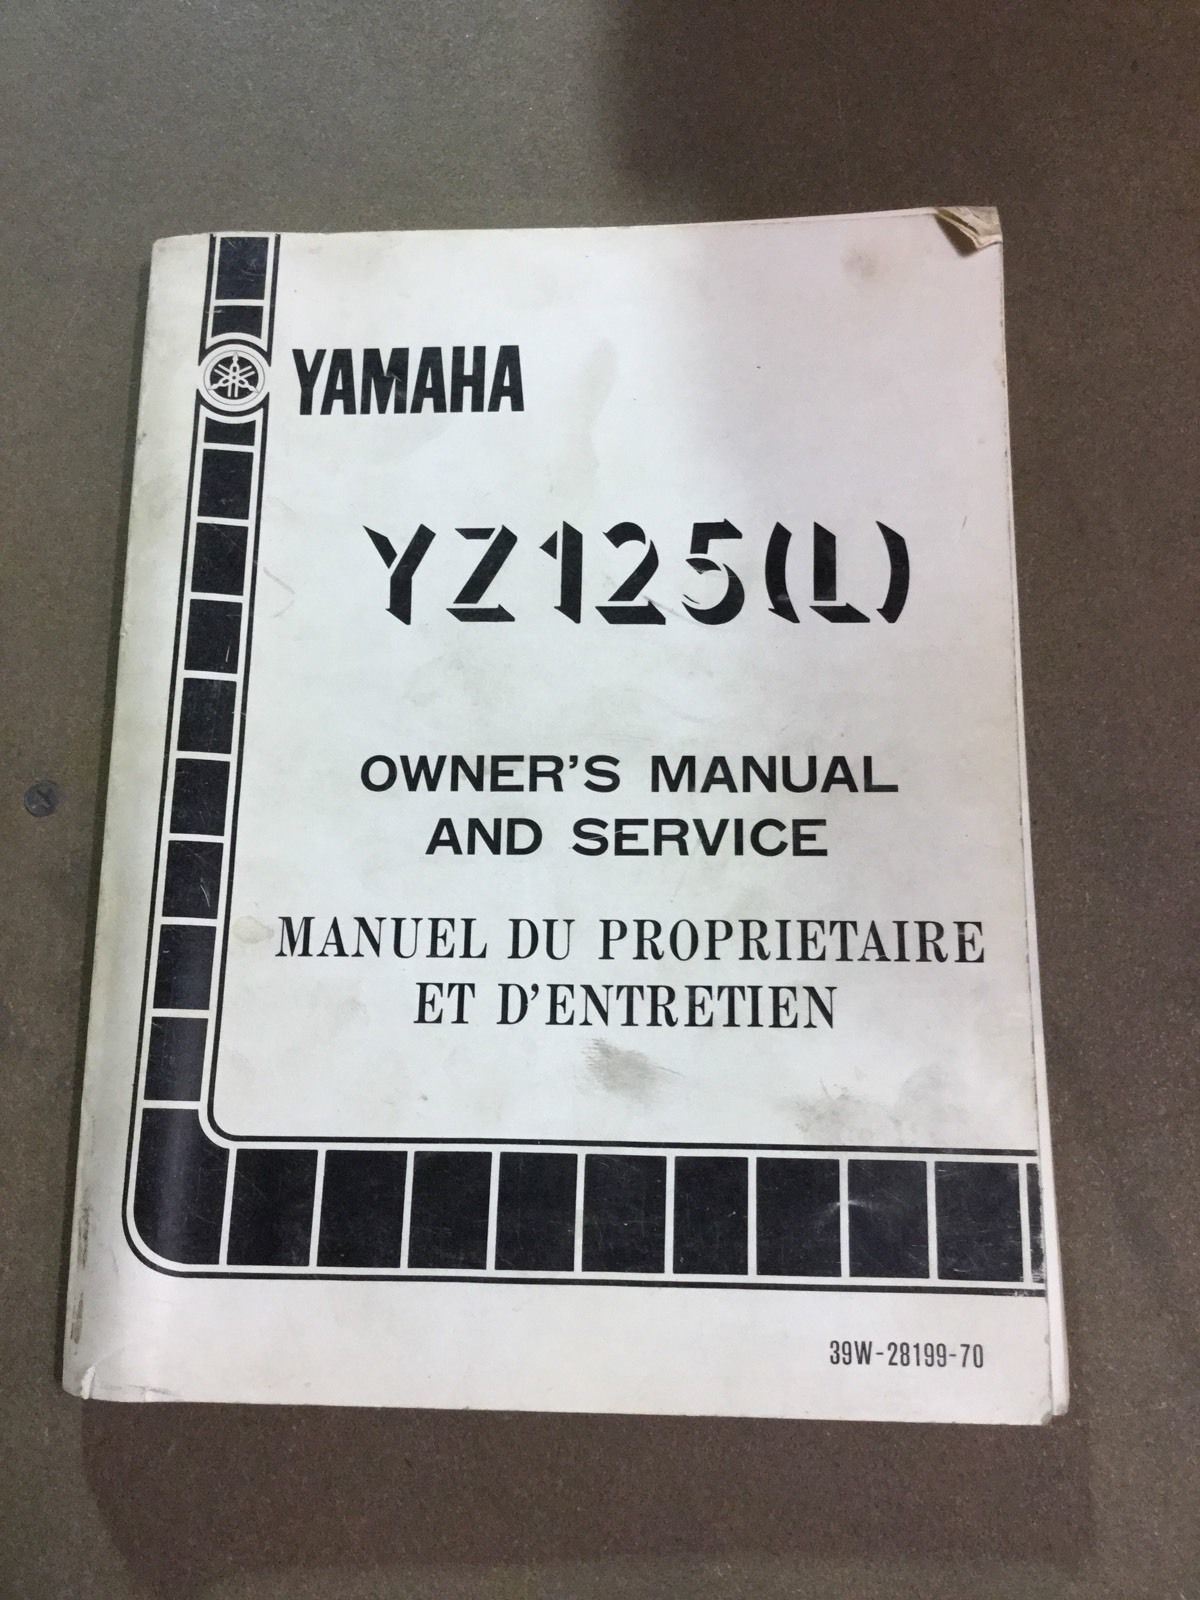 YAMAHA
YZ125(L)
OWNER'S MANUAL
AND SERVICE
MANUEL DU PROPRIETAIRE
ET D'ENTRETIEN
39W-28199-70